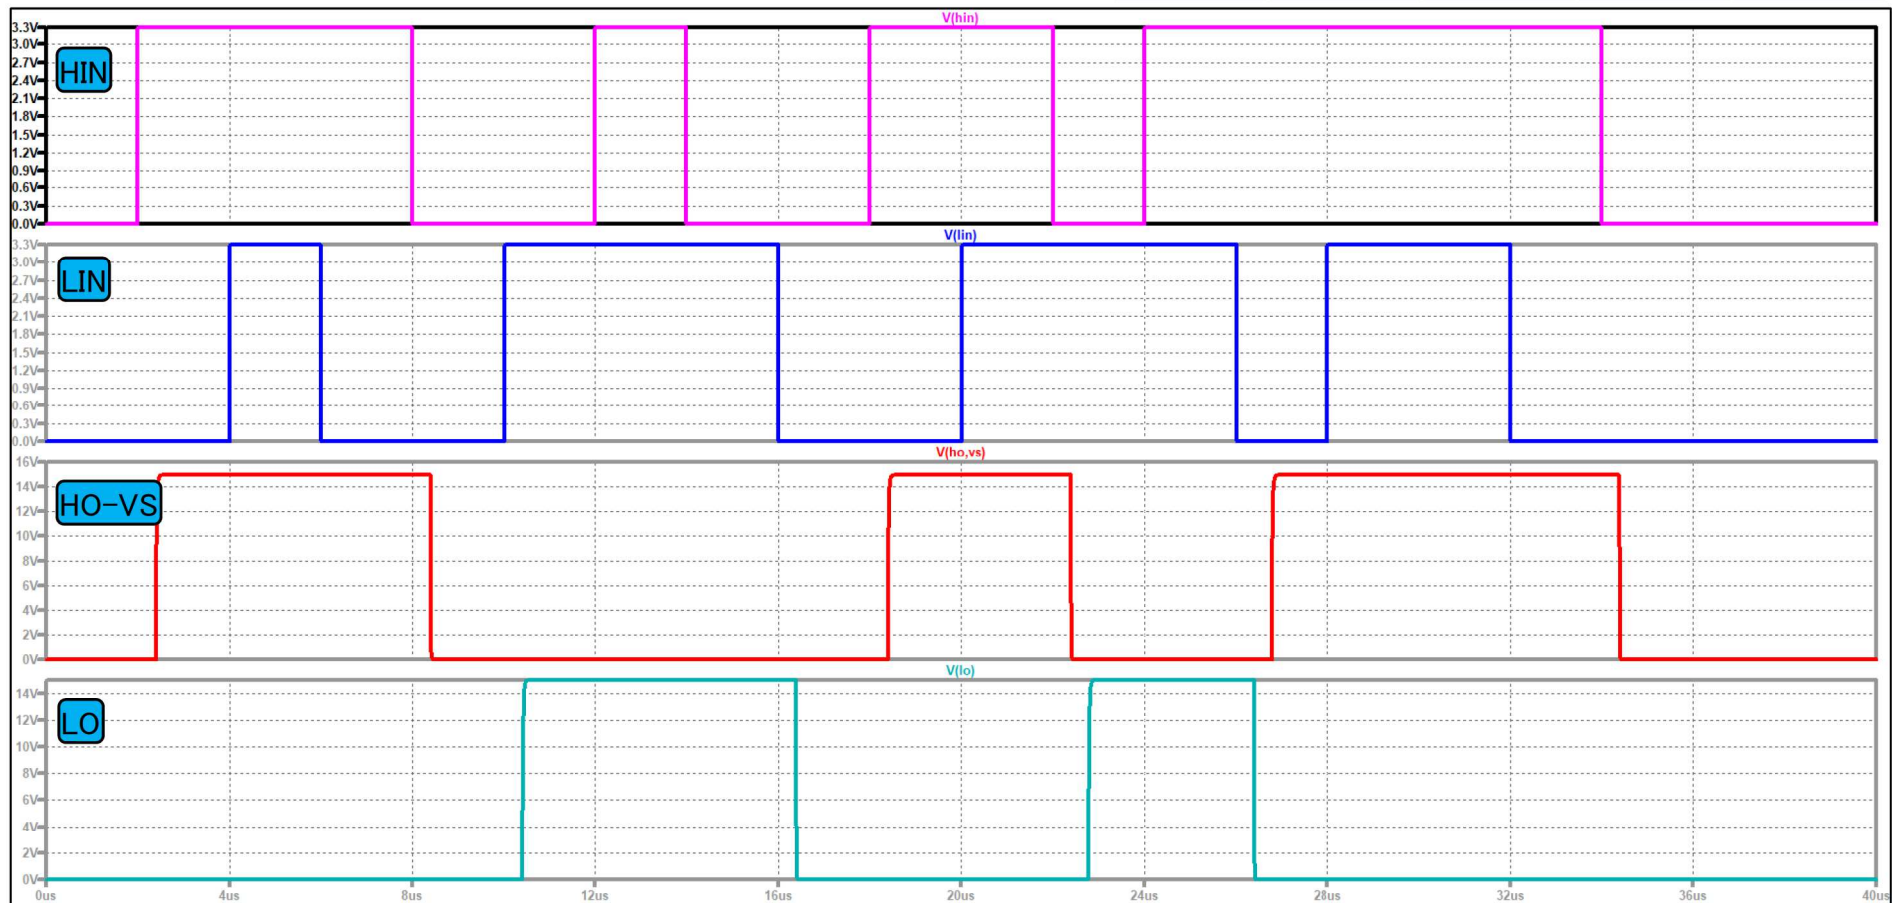 V(hin)
3.3V
3.0V
2.7V
2.4V
2.1V
1.8V
1.5V
1.2V
0.9V
0.6V
0.3V
0.0V
HIN
V(lin)
3.3V
3.0V
2.7V
2.4V
2.1V
1.8V
1.5V
1.2V
0.9V
0.6V
0.3V
0.0V
LIN
V(ho,vs)
16V
14V
12V
10V
8V
6V
4V
2V
0V
HO-VS
V(lo)
14V
12V
10V
8V
6V
4V
2V
0V
LO
0us 4us 8us 12us 16us 20us 24us 28us 32us 36us 40us